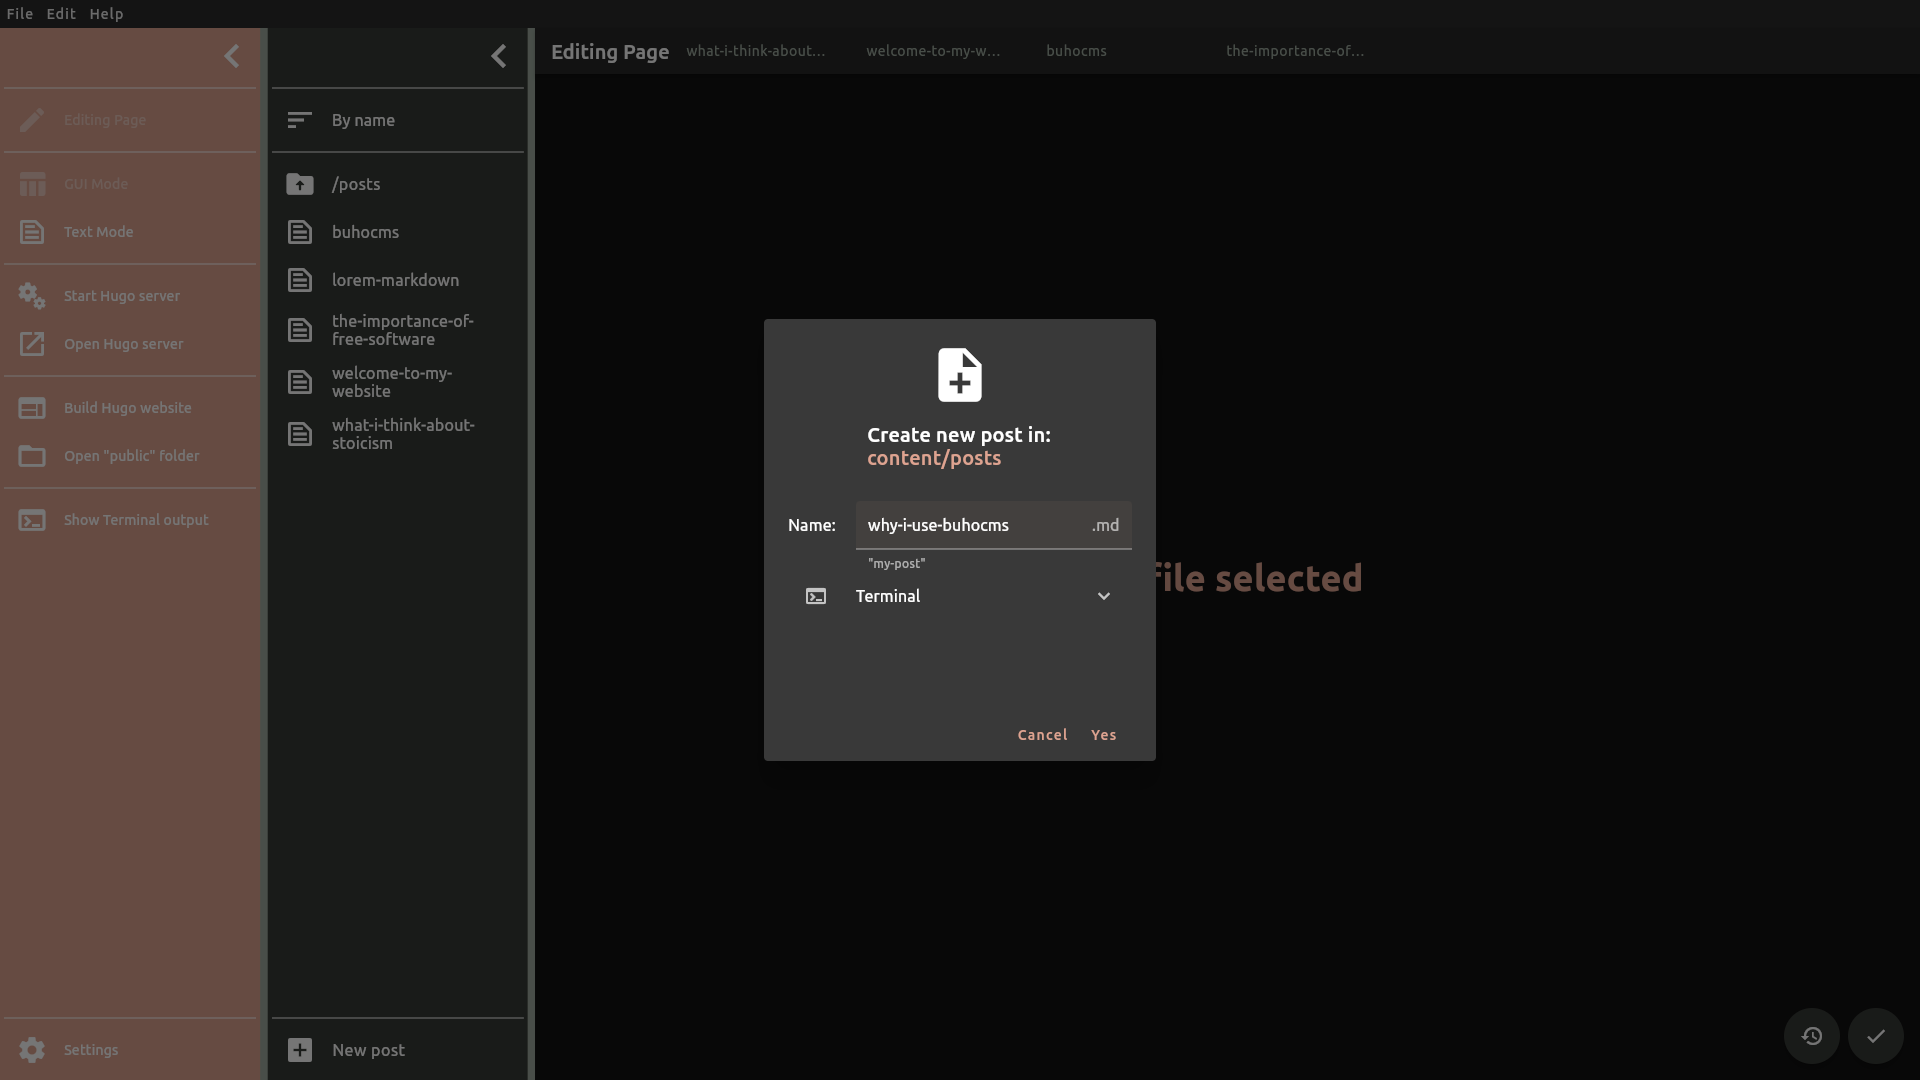 File Edit Help
Editing Page
GUI Mode
Text Mode
Start Hugo server
Open Hugo server
Build Hugo website
Open "public" folder
Show Terminal output
Settings
By name
/posts
buhocms
lorem-markdown
the-importance-of-
free-software
welcome-to-my-
website
what-i-think-about-
stoicism
New post
Editing Page what-i-think-about... welcome-to-my-w... buhocms the-importance-of...
file selected
Create new post in:
content/posts
Name: why-i-use-buhocms .md
"my-post"
Terminal
Cancel Yes